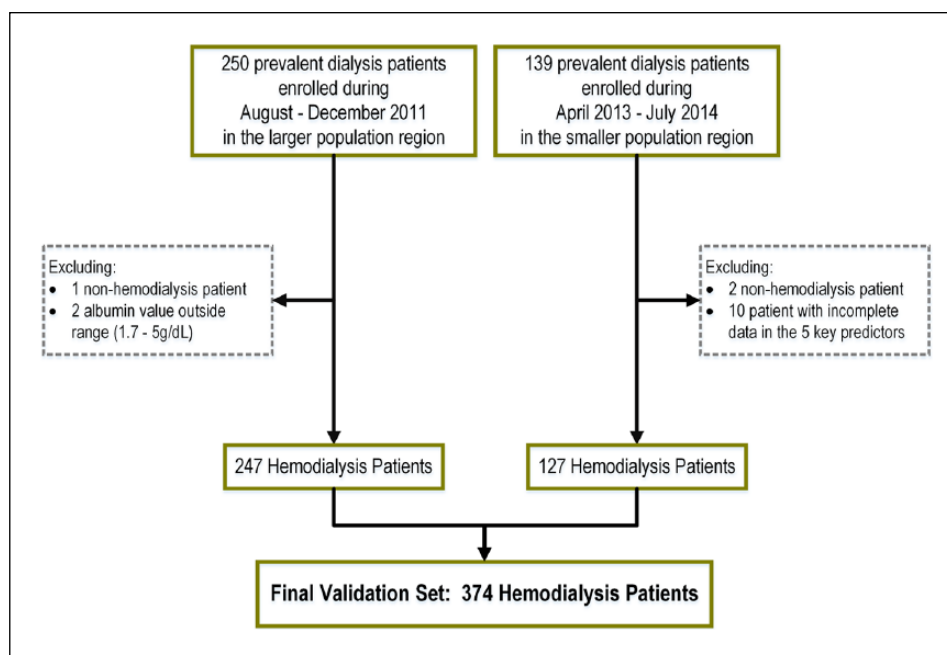 250 prevalent dialysis patients
enrolled during
August - December 2011
in the larger population region
139 prevalent dialysis patients
enrolled during
April 2013 - July 2014
in the smaller population region
Excluding:
• 1 non-hemodialysis patient
• 2 albumin value outside
range (1.7 - 5g/dL)
Excluding:
• 2 non-hemodialysis patient
• 10 patient with incomplete
data in the 5 key predictors
247 Hemodialysis Patients
127 Hemodialysis Patients
Final Validation Set: 374 Hemodialysis Patients